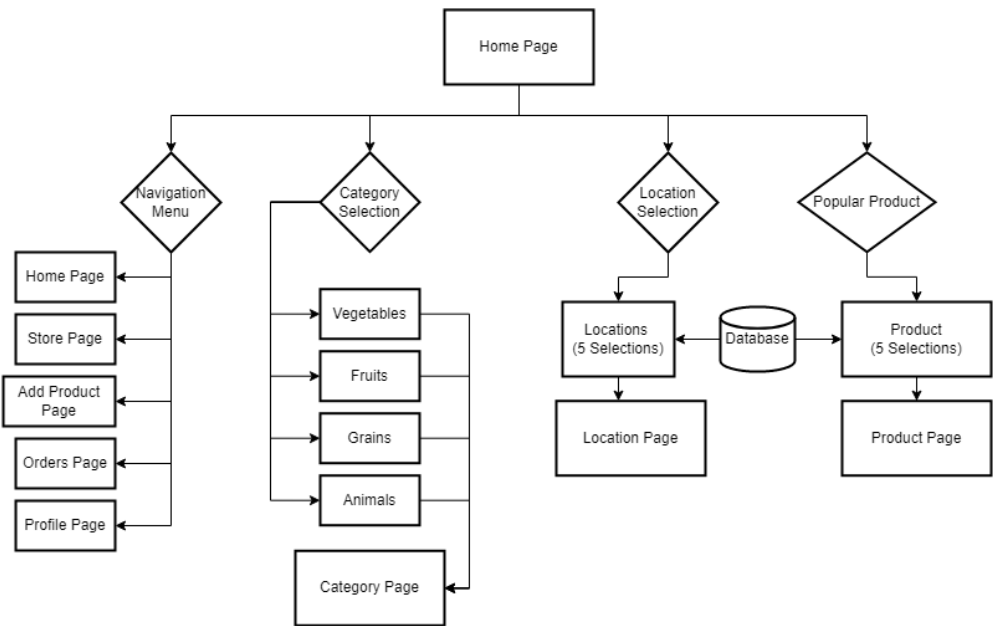 Home Page
Navigation
Menu
Category
Selection
Location
Selection
Popular Product
Home Page
Store Page
Add Product
Page
Orders Page
Profile Page
Vegetables
Fruits
Grains
Animals
Category Page
Locations
(5 Selections)
Database
Product
(5 Selections)
Location Page
Product Page